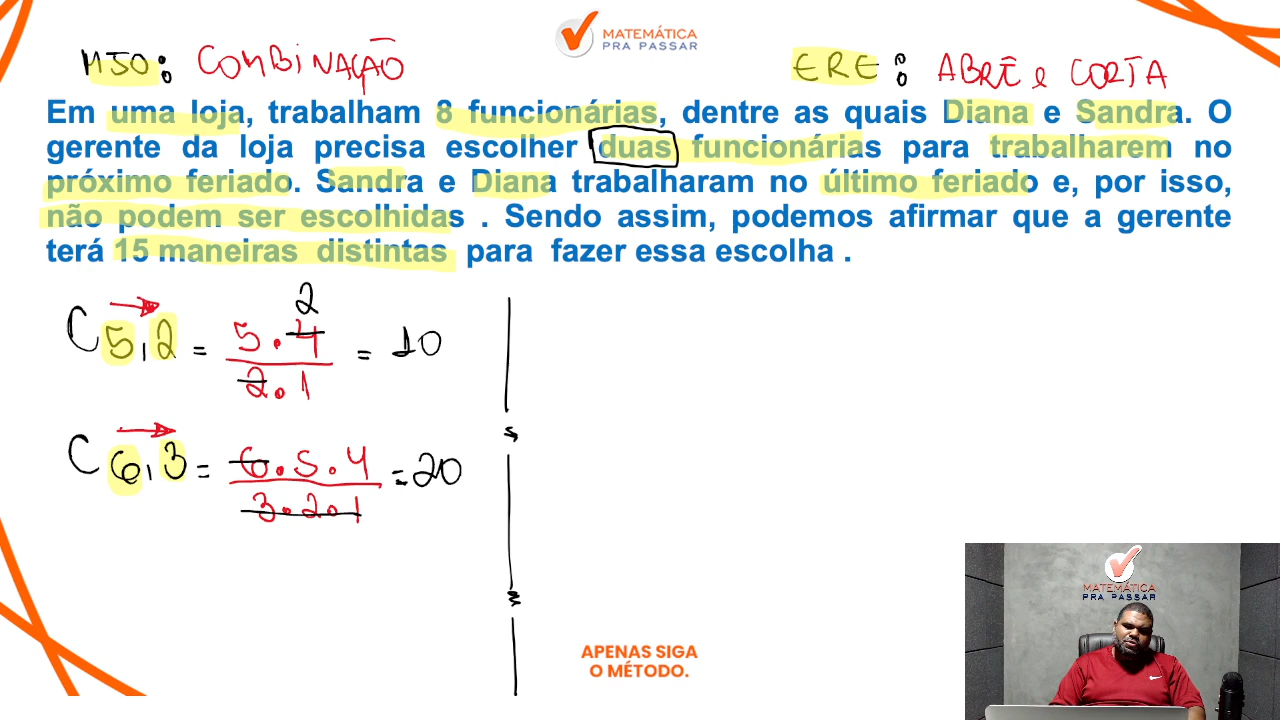 MATEMÁTICA
PRA PASSAR
MJO: COMBINAÇÃO
ERE: ABRE e CORTA
Em uma loja, trabalham 8 funcionárias, dentre as quais Diana e Sandra. O
gerente da loja precisa escolher duas funcionárias para trabalharem no
próximo feriado. Sandra e Diana trabalharam no último feriado e, por isso,
não podem ser escolhidas . Sendo assim, podemos afirmar que a gerente
terá 15 maneiras distintas para fazer essa escolha .
2
C 5,2 = 5.4 / 2.1 = 10
C 6,3 = 6.5.4 / 3.2.1 = 20
MATEMÁTICA
PRA PASSAR
APENAS SIGA
O MÉTODO.